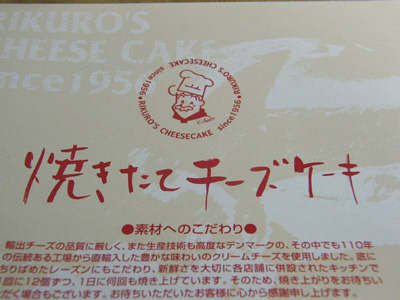 RIKURO'S
CHEESE CAKE
since1956
RIKURO'S CHEESECAKE since1956
焼きたてチーズケーキ
●素材へのこだわり●
輸出チーズの品質に厳しく、また生産技術も高度なデンマークの、その中でも110年
の伝統ある工場から直輸入した豊かな味わいのクリームチーズを使用しました。底に
ちりばめたレーズンにもこだわり、新鮮さを大切に各店舗に併設されたキッチンで
1回に12個ずつ、1日に何回も焼き上げています。そのため、焼き上がりをお待ちい
ただく場合もございます。お待ちいただいたお客様に心から感謝申し上げます。